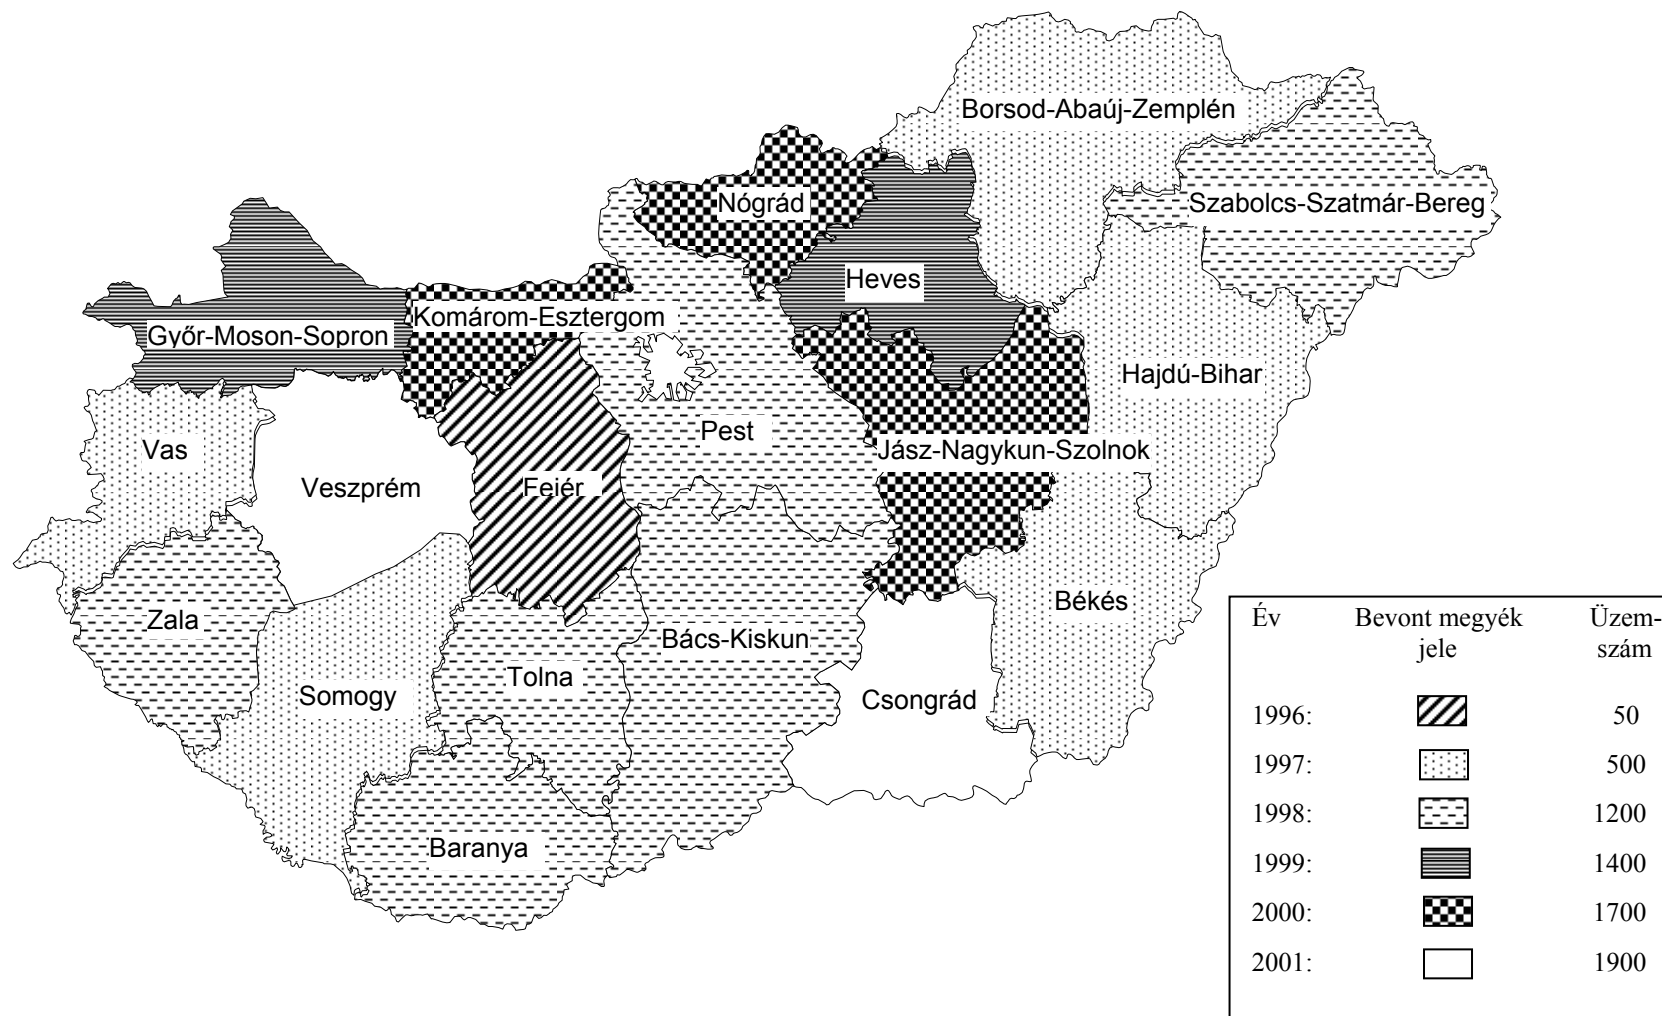 Borsod-Abaúj-Zemplén
Szabolcs-Szatmár-Bereg
Nógrád
Heves
Komárom-Esztergom
Győr-Moson-Sopron
Hajdú-Bihar
Pest
Jász-Nagykun-Szolnok
Vas
Veszprém
Fejér
Békés
Zala
Bács-Kiskun
Tolna
Somogy
Csongrád
Baranya
Év Bevont megyék Üzem-
jele szám
1996: 50
1997: 500
1998: 1200
1999: 1400
2000: 1700
2001: 1900